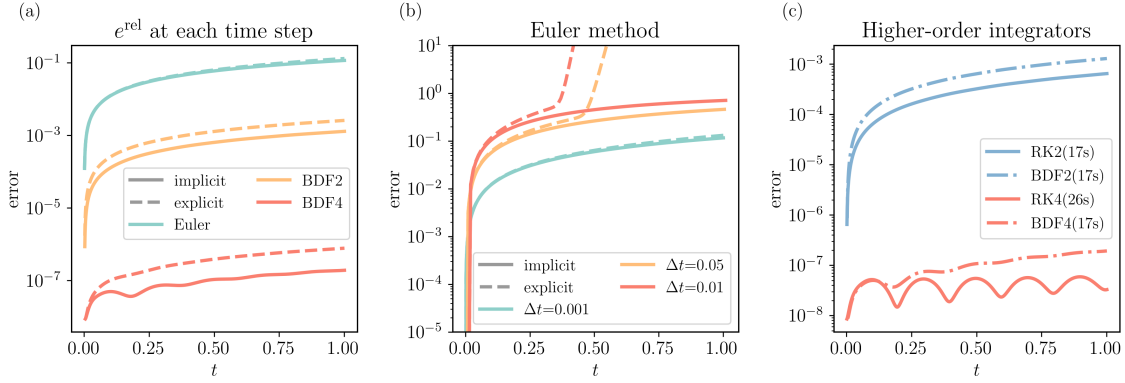 (a)
e^rel at each time step
error
10^-1
10^-3
10^-5
10^-7
implicit
explicit
Euler
BDF2
BDF4
0.00 0.25 0.50 0.75 1.00
t
(b)
Euler method
error
10^1
10^0
10^-1
10^-2
10^-3
10^-4
10^-5
implicit
explicit
Δt=0.001
Δt=0.05
Δt=0.01
0.00 0.25 0.50 0.75 1.00
t
(c)
Higher-order integrators
error
10^-3
10^-4
10^-5
10^-6
10^-7
10^-8
RK2(17s)
BDF2(17s)
RK4(26s)
BDF4(17s)
0.00 0.25 0.50 0.75 1.00
t